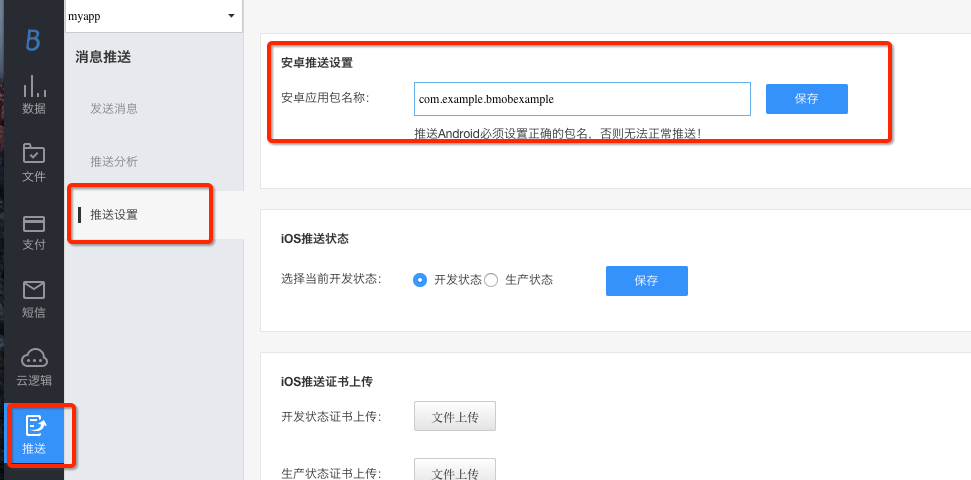 myapp
B
数据
文件
支付
短信
云逻辑
推送
消息推送
发送消息
推送分析
推送设置
安卓推送设置
安卓应用包名称:
com.example.bmobexample
保存
推送Android必须设置正确的包名，否则无法正常推送!
iOS推送状态
选择当前开发状态:
开发状态
生产状态
保存
iOS推送证书上传
开发状态证书上传:
文件上传
生产状态证书上传:
文件上传